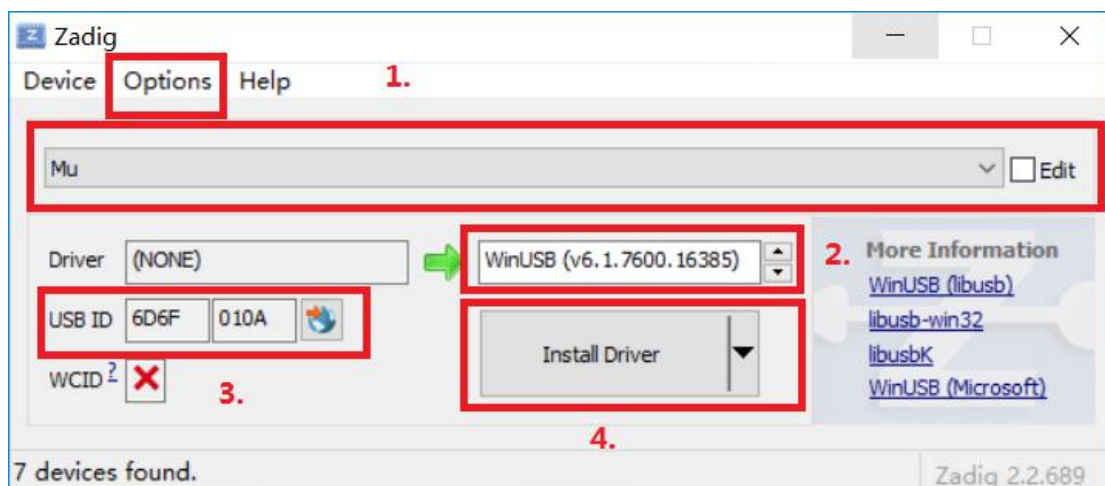 Zadig
Device Options Help 1.
Mu Edit
Driver (NONE) WinUSB (v6.1.7600.16385) 2. More Information
WinUSB (libusb)
USB ID 6D6F 010A libusb-win32
Install Driver libusbK
WCID ? 3. WinUSB (Microsoft)
4.
7 devices found. Zadig 2.2.689